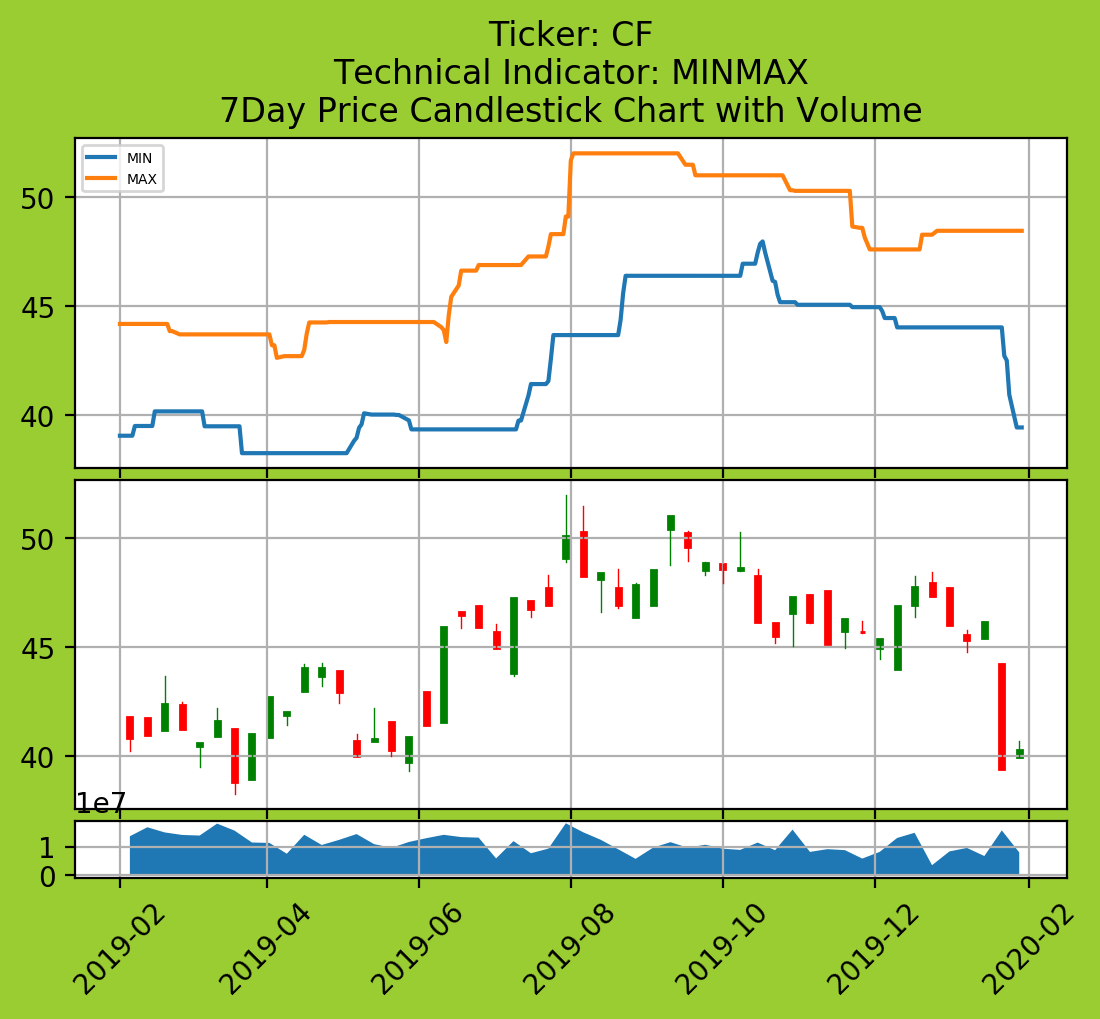 Ticker: CF
Technical Indicator: MINMAX
7Day Price Candlestick Chart with Volume
MIN
MAX
50
45
40
50
45
40
1e7
1
0
2019-02
2019-04
2019-06
2019-08
2019-10
2019-12
2020-02